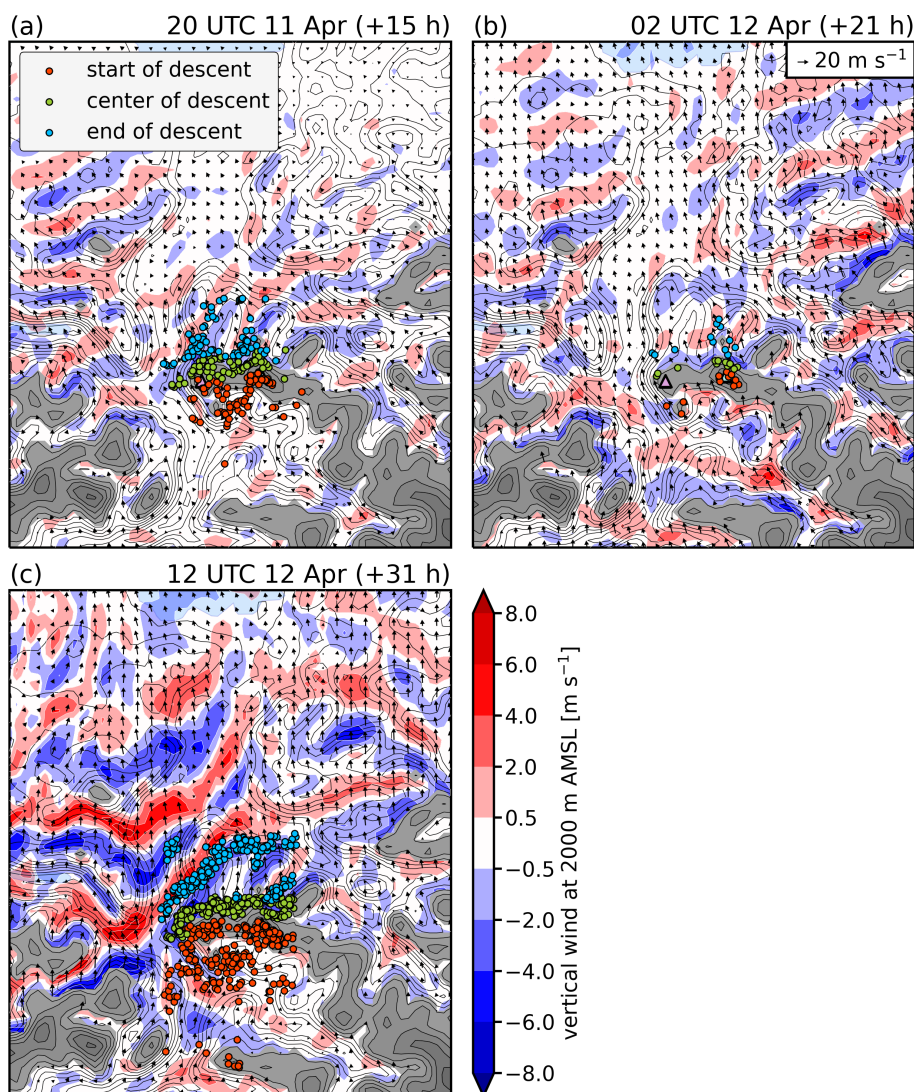 (a) 20 UTC 11 Apr (+15 h)
start of descent
center of descent
end of descent
(b) 02 UTC 12 Apr (+21 h)
→ 20 m s⁻¹
(c) 12 UTC 12 Apr (+31 h)
8.0
6.0
4.0
2.0
0.5
−0.5
−2.0
−4.0
−6.0
−8.0
vertical wind at 2000 m AMSL [m s⁻¹]